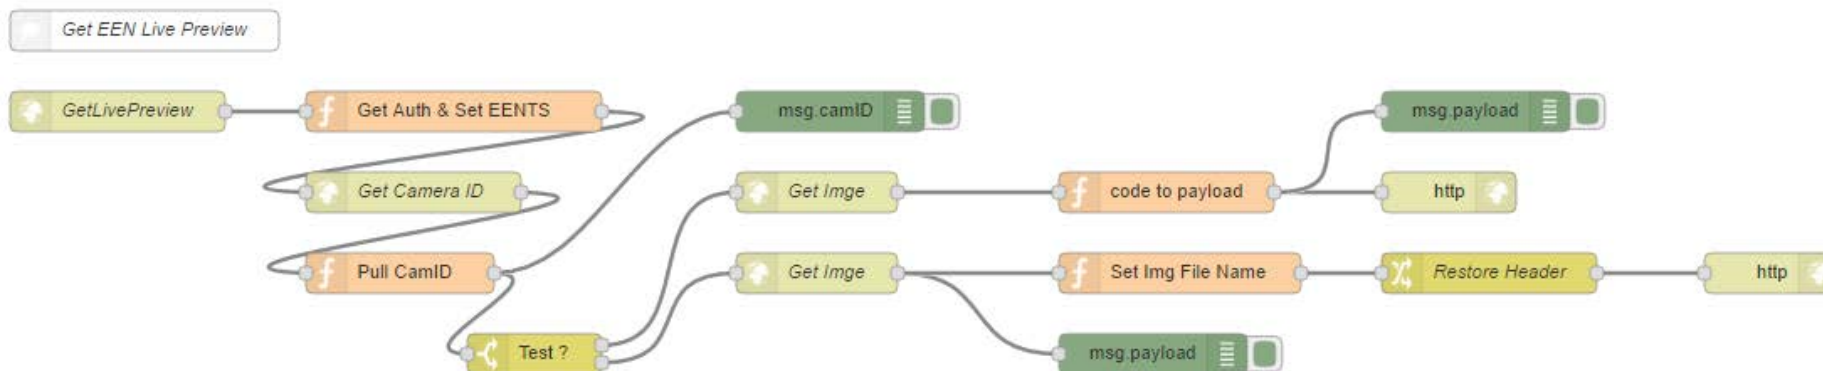 Get EEN Live Preview
GetLivePreview
Get Auth & Set EENTS
msg.camID
msg.payload
Get Camera ID
Get Imge
code to payload
http
Pull CamID
Get Imge
Set Img File Name
Restore Header
http
Test ?
msg.payload